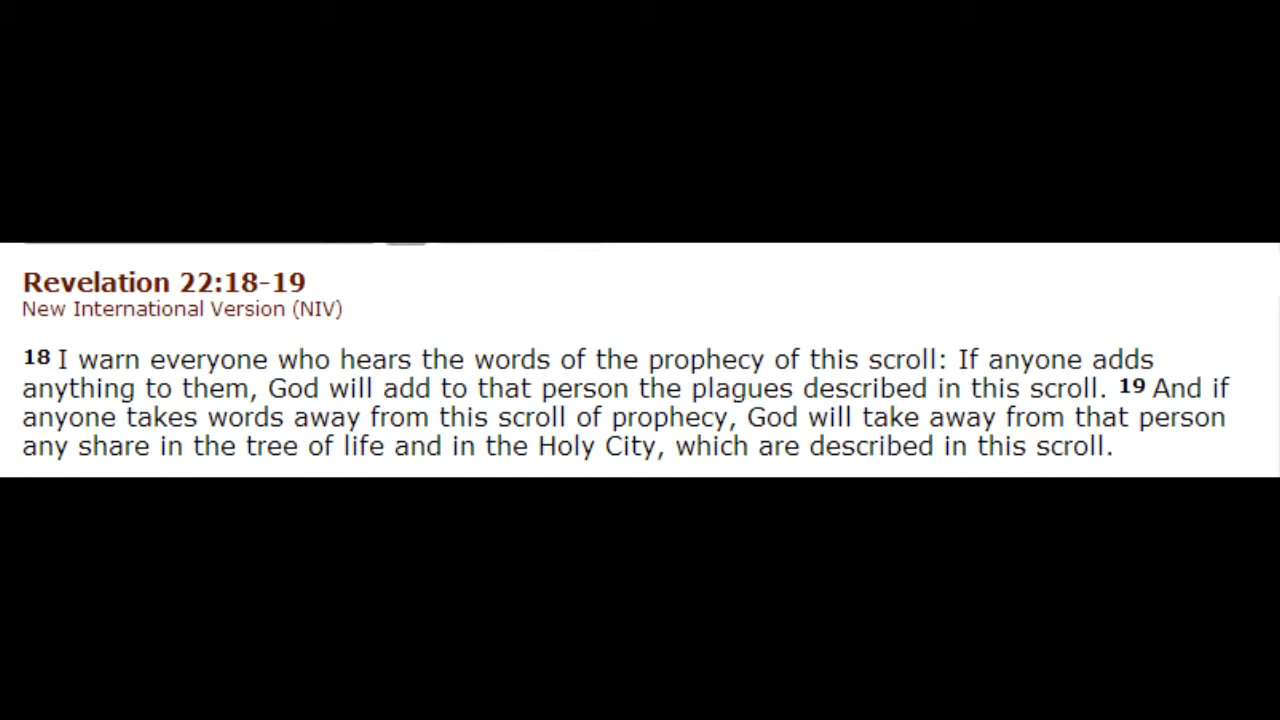 Revelation 22:18-19
New International Version (NIV)
18 I warn everyone who hears the words of the prophecy of this scroll: If anyone adds
anything to them, God will add to that person the plagues described in this scroll. 19 And if
anyone takes words away from this scroll of prophecy, God will take away from that person
any share in the tree of life and in the Holy City, which are described in this scroll.